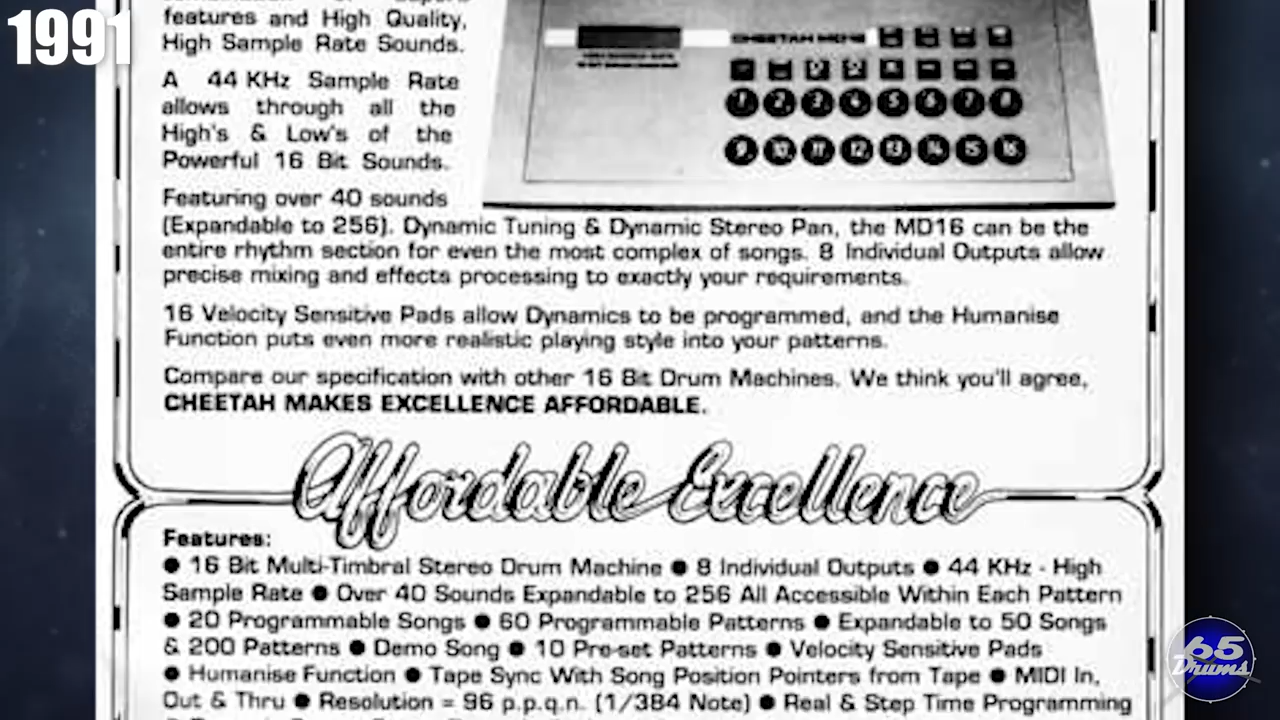 1991
features and High Quality,
High Sample Rate Sounds.
A 44 KHz Sample Rate
allows through all the
High's & Low's of the
Powerful 16 Bit Sounds.
Featuring over 40 sounds
(Expandable to 256). Dynamic Tuning & Dynamic Stereo Pan, the MD16 can be the
entire rhythm section for even the most complex of songs. 8 Individual Outputs allow
precise mixing and effects processing to exactly your requirements.
16 Velocity Sensitive Pads allow Dynamics to be programmed, and the Humanise
Function puts even more realistic playing style into your patterns.
Compare our specification with other 16 Bit Drum Machines. We think you'll agree,
CHEETAH MAKES EXCELLENCE AFFORDABLE.
CHEETAH MD16
1 2 3 4 5 6 7 8
9 10 11 12 13 14 15 16
Affordable Excellence
Features:
● 16 Bit Multi-Timbral Stereo Drum Machine ● 8 Individual Outputs ● 44 KHz - High
Sample Rate ● Over 40 Sounds Expandable to 256 All Accessible Within Each Pattern
● 20 Programmable Songs ● 60 Programmable Patterns ● Expandable to 50 Songs
& 200 Patterns ● Demo Song ● 10 Pre-set Patterns ● Velocity Sensitive Pads
● Humanise Function ● Tape Sync With Song Position Pointers from Tape ● MIDI In,
Out & Thru ● Resolution = 96 p.p.q.n. (1/384 Note) ● Real & Step Time Programming
65
Drums